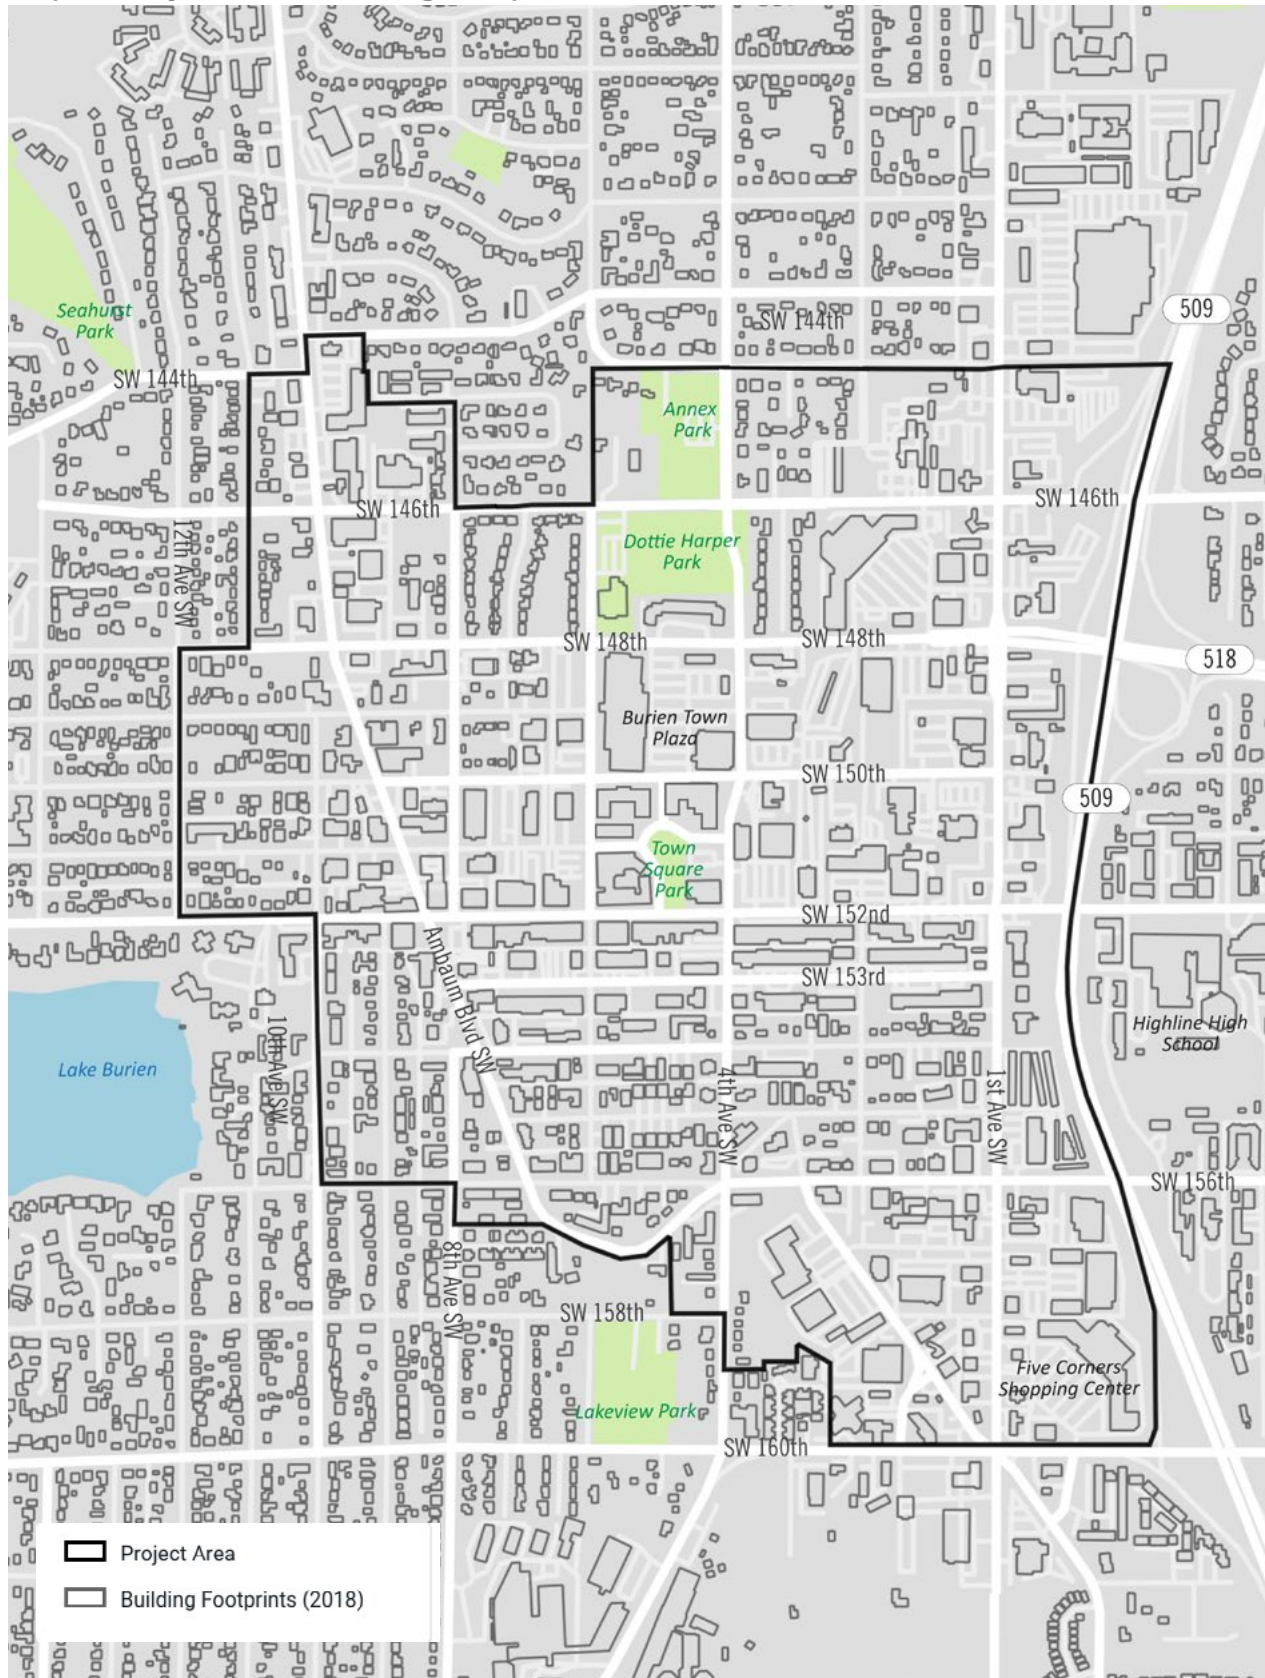 509
SW 144th
Seahurst
Park
SW 144th
Annex
Park
SW 146th
SW 146th
12th Ave SW
Dottie Harper
Park
SW 148th
SW 148th
518
Burien Town
Plaza
SW 150th
509
Town
Square
Park
SW 152nd
Ambaum Blvd SW
SW 153rd
Highline High
School
10th Ave SW
Lake Burien
4th Ave SW
1st Ave SW
SW 156th
8th Ave SW
SW 158th
Five Corners
Shopping Center
Lakeview Park
SW 160th
Project Area
Building Footprints (2018)